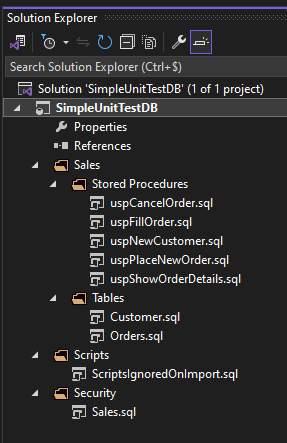 Solution Explorer
Search Solution Explorer (Ctrl+$)
Solution 'SimpleUnitTestDB' (1 of 1 project)
SimpleUnitTestDB
Properties
References
Sales
Stored Procedures
uspCancelOrder.sql
uspFillOrder.sql
uspNewCustomer.sql
uspPlaceNewOrder.sql
uspShowOrderDetails.sql
Tables
Customer.sql
Orders.sql
Scripts
ScriptsIgnoredOnImport.sql
Security
Sales.sql